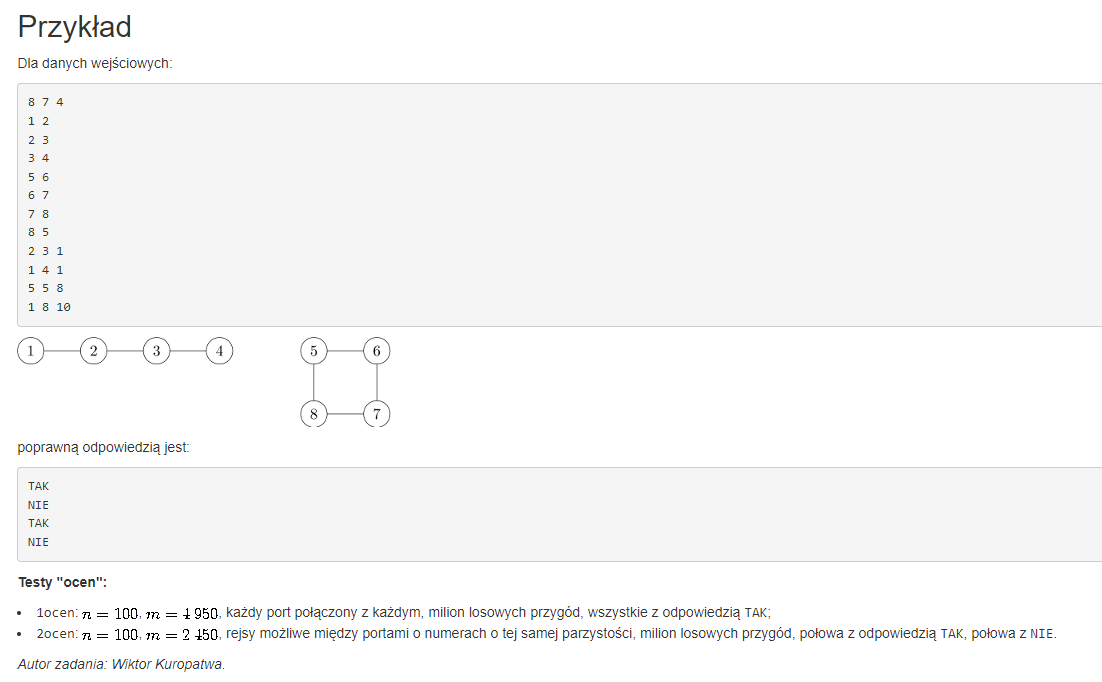 Przykład
Dla danych wejściowych:
8 7 4
1 2
2 3
3 4
5 6
6 7
7 8
8 5
2 3 1
1 4 1
5 5 8
1 8 10
1 2 3 4 5 6
8 7
poprawną odpowiedzią jest:
TAK
NIE
TAK
NIE
Testy "ocen":
• 1ocen: n = 100, m = 4 950, każdy port połączony z każdym, milion losowych przygód, wszystkie z odpowiedzią TAK;
• 2ocen: n = 100, m = 2 450, rejsy możliwe między portami o numerach o tej samej parzystości, milion losowych przygód, połowa z odpowiedzią TAK, połowa z NIE.
Autor zadania: Wiktor Kuropatwa.